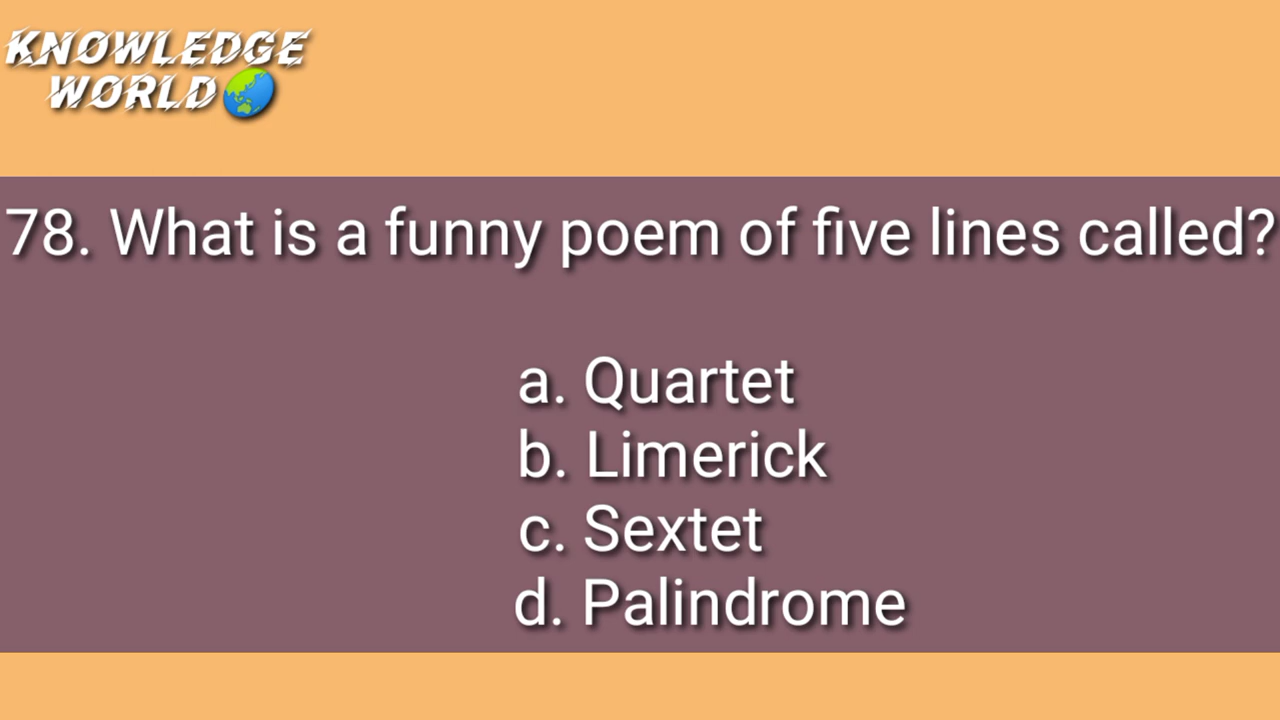 KNOWLEDGE
WORLD
78. What is a funny poem of five lines called?
a. Quartet
b. Limerick
c. Sextet
d. Palindrome